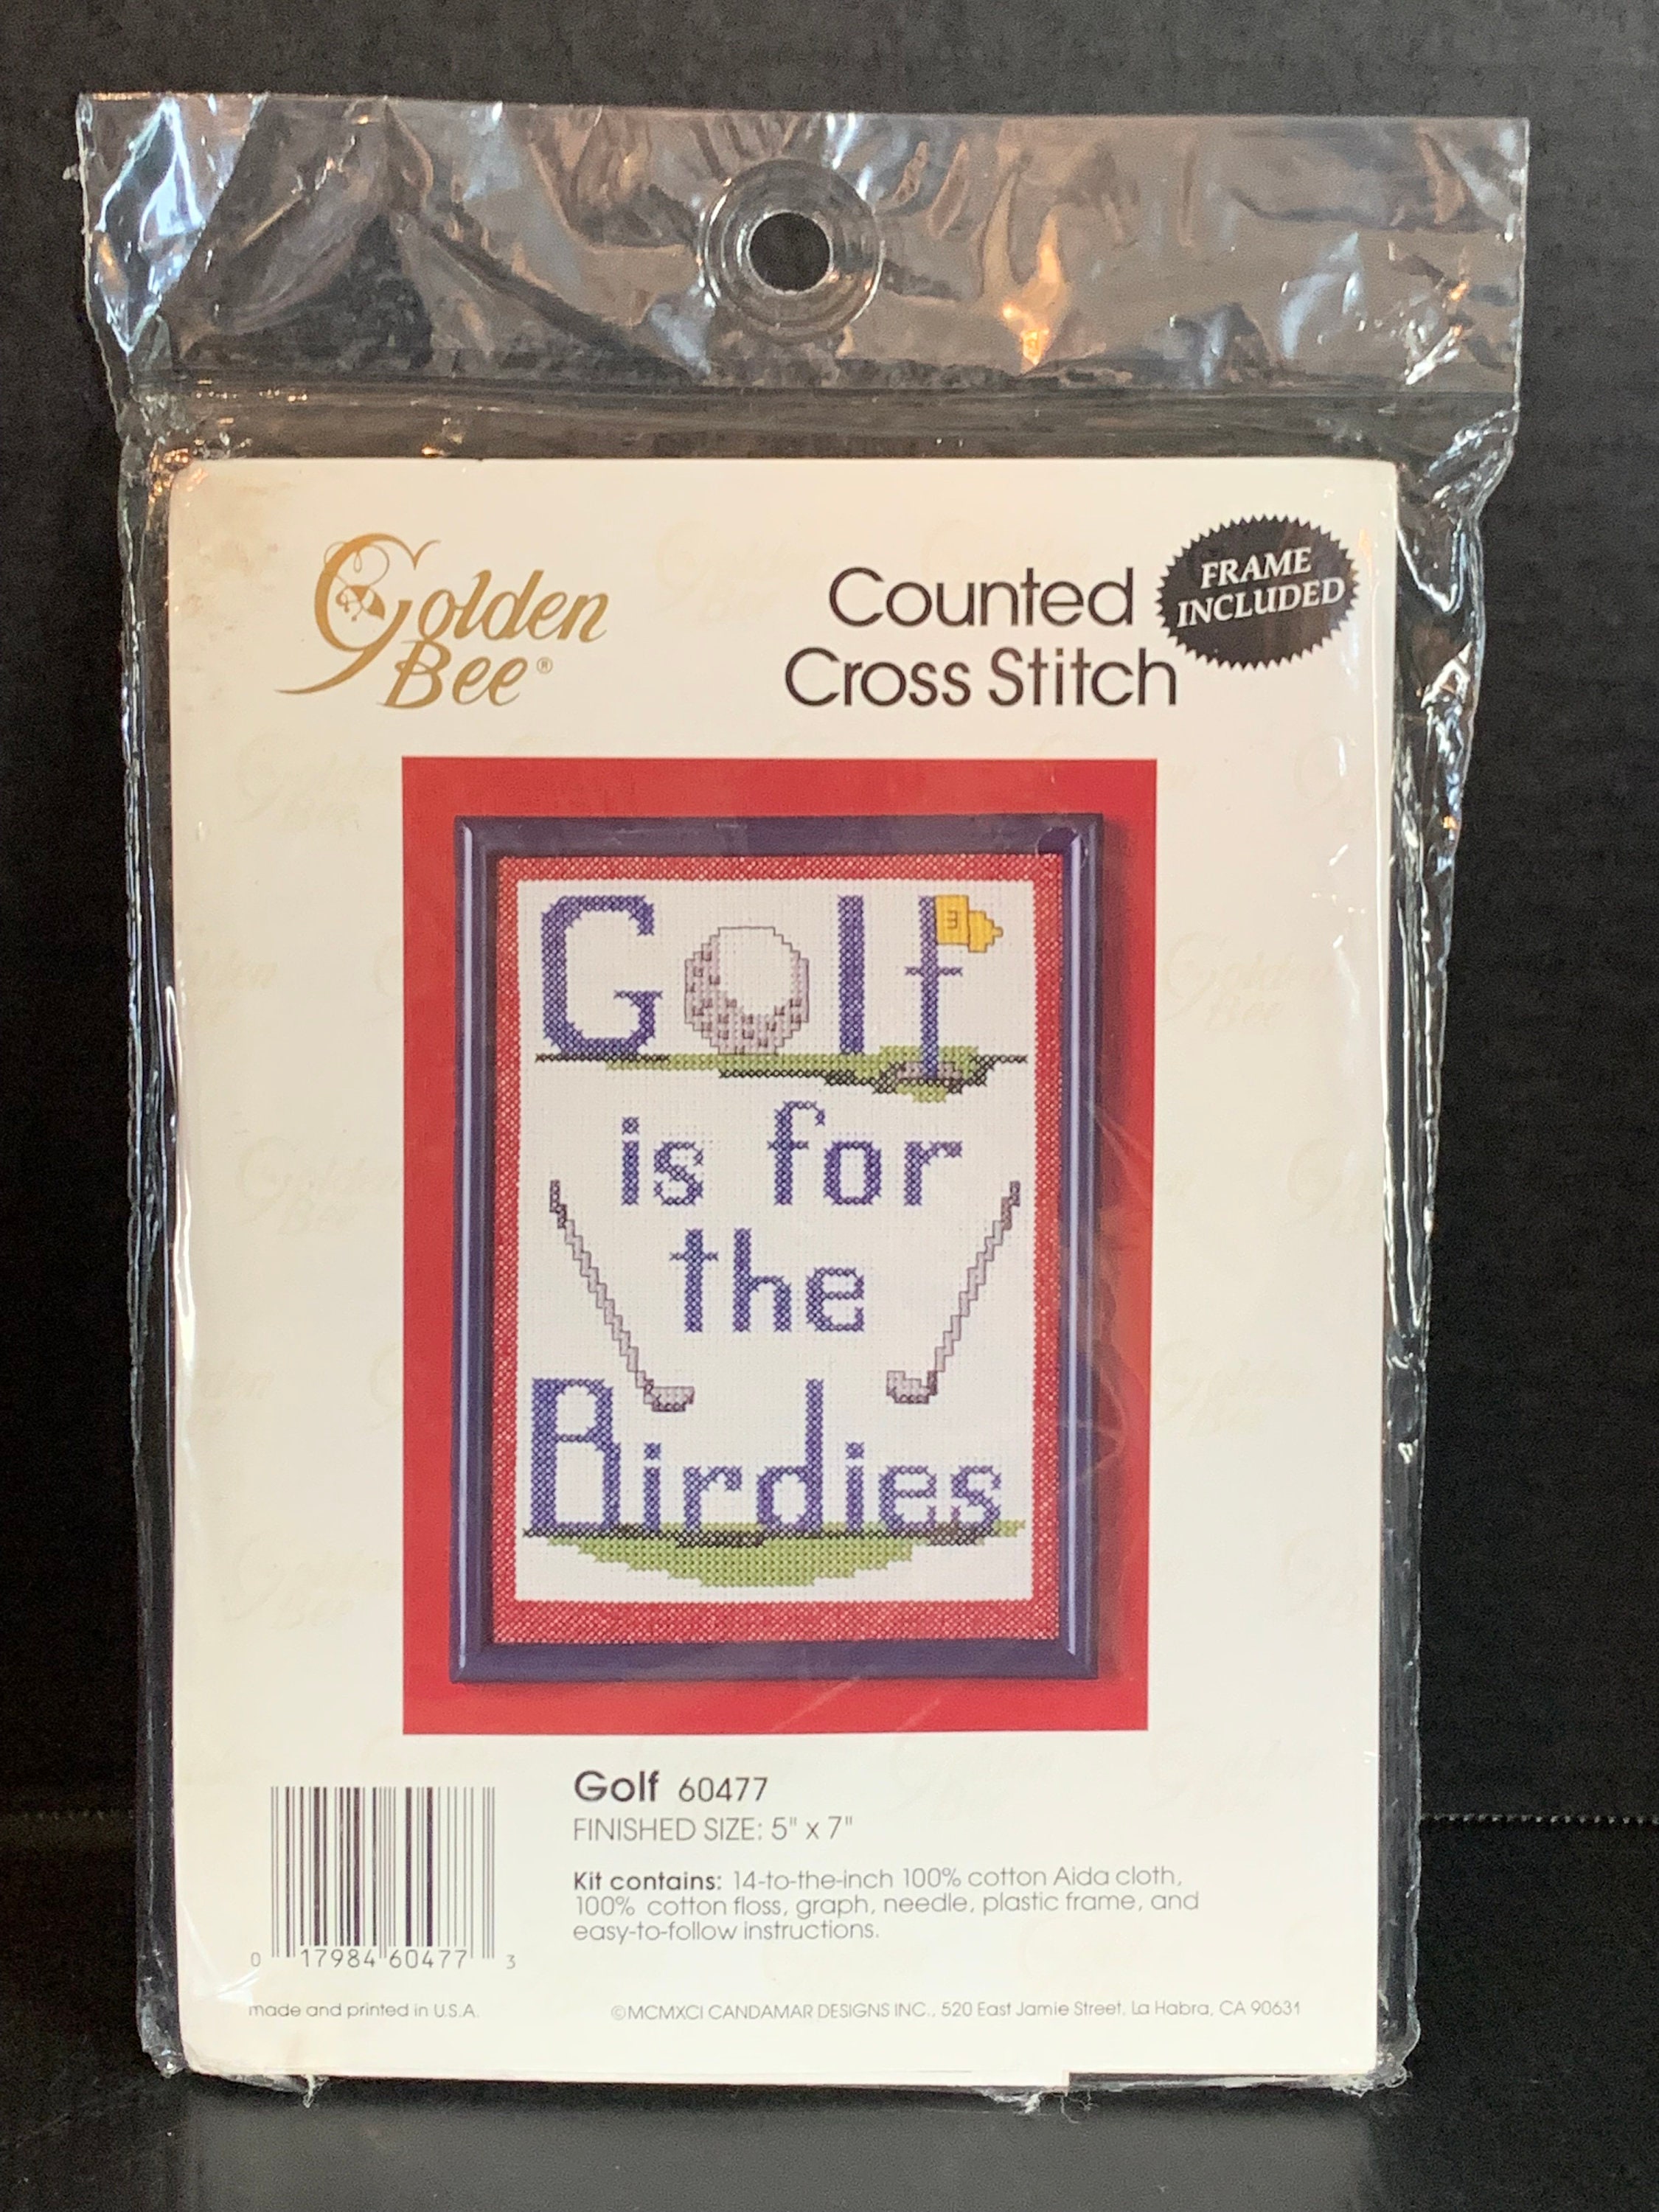 Golden
Bee®
Counted
Cross Stitch
FRAME
INCLUDED
Golf
3
is for
the
Birdies
Golf 60477
FINISHED SIZE: 5" x 7"
Kit contains: 14-to-the-inch 100% cotton Aida cloth,
100% cotton floss, graph, needle, plastic frame, and
easy-to-follow instructions.
0 17984 60477 3
made and printed in U.S.A.
©MCMXCI CANDAMAR DESIGNS INC., 520 East Jamie Street, La Habra, CA 90631